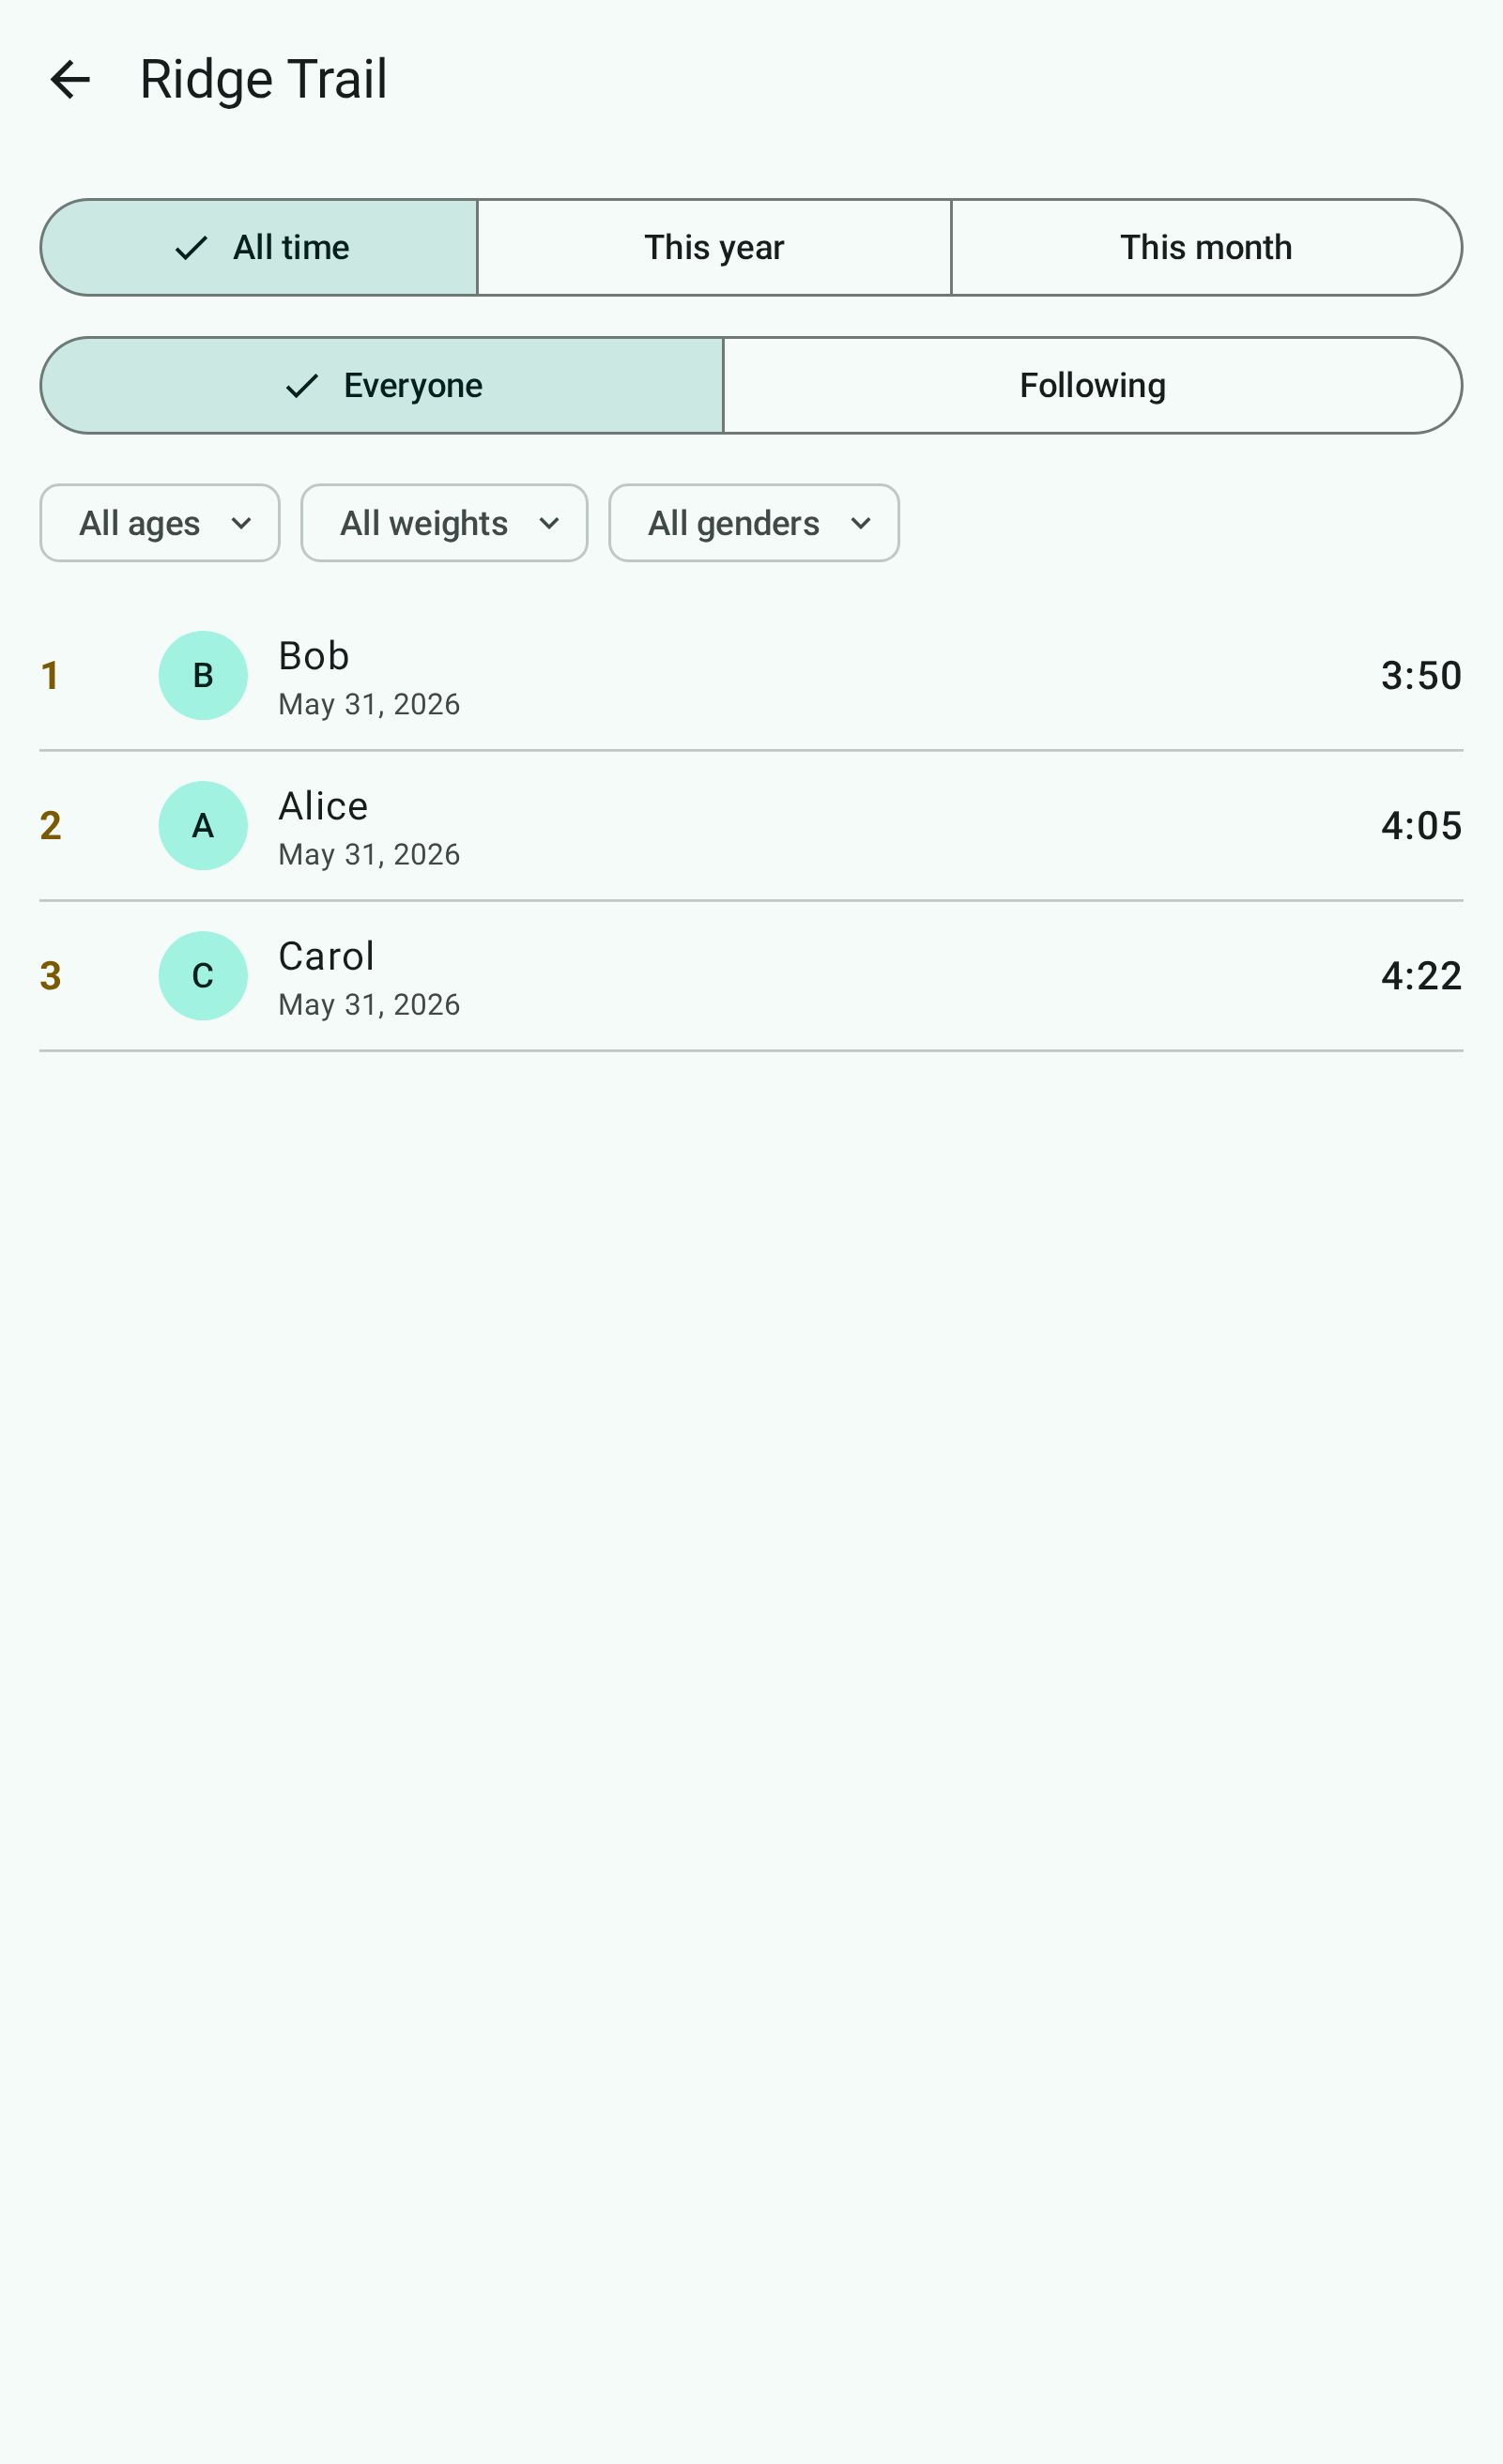 Ridge Trail
All time This year This month
Everyone Following
All ages All weights All genders
1 B Bob 3:50
May 31, 2026
2 A Alice 4:05
May 31, 2026
3 C Carol 4:22
May 31, 2026